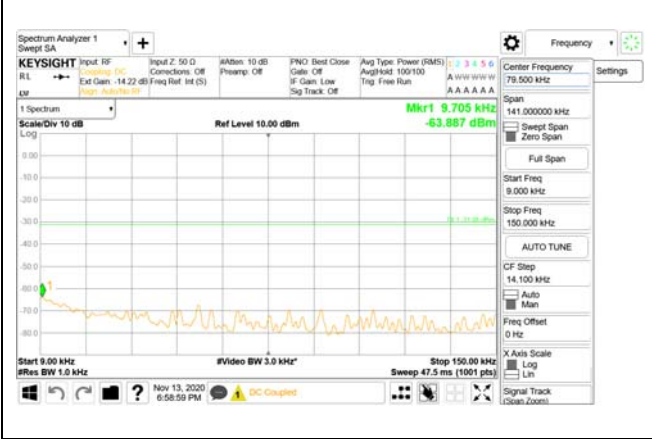 Spectrum Analyzer 1
Swept SA
+
Frequency
KEYSIGHT
RL
Input: RF
Coupling: DC
Ext Gain: -14.22 dB
Align: Auto/No RF
Input Z: 50 Ω
Corrections: Off
Freq Ref: Int (S)
#Atten: 10 dB
Preamp: Off
PNO: Best Close
Gate: Off
IF Gain: Low
Sig Track: Off
Avg Type: Power (RMS)
Avg|Hold: 100/100
Trig: Free Run
1 2 3 4 5 6
A W W W W W
A A A A A A
1 Spectrum
Scale/Div 10 dB
Ref Level 10.00 dBm
Mkr1 9.705 kHz
-63.887 dBm
Log
0.00
-10.0
-20.0
-30.0
-40.0
-50.0
-60.0
-70.0
-80.0
1
Start 9.00 kHz
#Video BW 3.0 kHz*
Stop 150.00 kHz
#Res BW 1.0 kHz
Sweep 47.5 ms (1001 pts)
?
Nov 13, 2020
6:58:59 PM
DC Coupled
Center Frequency
79.500 kHz
Settings
Span
141.000000 kHz
Swept Span
Zero Span
Full Span
Start Freq
9.000 kHz
Stop Freq
150.000 kHz
AUTO TUNE
CF Step
14.100 kHz
Auto
Man
Freq Offset
0 Hz
X Axis Scale
Log
Lin
Signal Track
(Span Zoom)